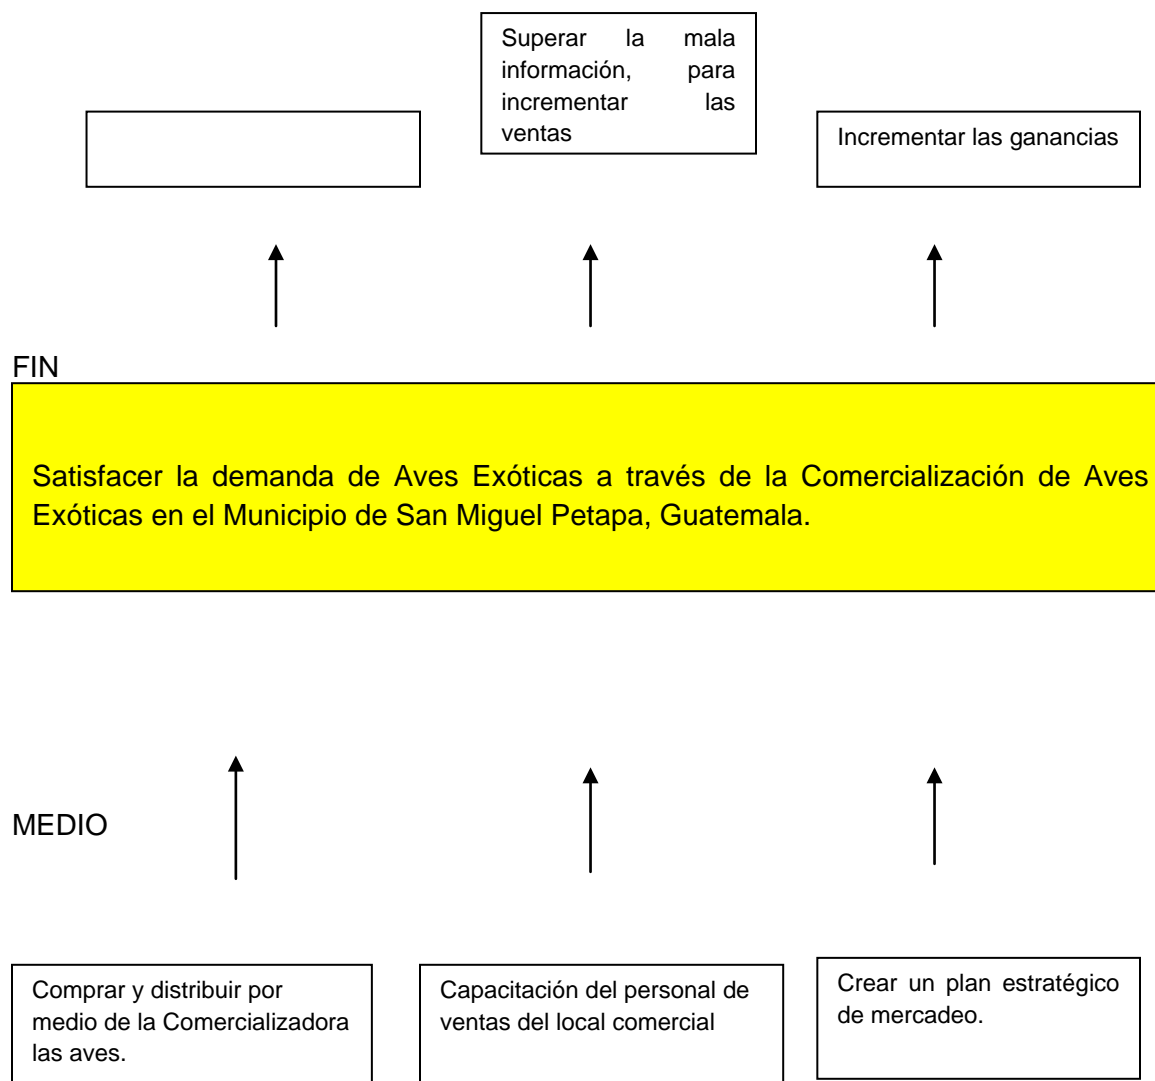 Superar la mala
información, para
incrementar las
ventas
Incrementar las ganancias
FIN
Satisfacer la demanda de Aves Exóticas a través de la Comercialización de Aves
Exóticas en el Municipio de San Miguel Petapa, Guatemala.
MEDIO
Comprar y distribuir por
medio de la Comercializadora
las aves.
Capacitación del personal de
ventas del local comercial
Crear un plan estratégico
de mercadeo.